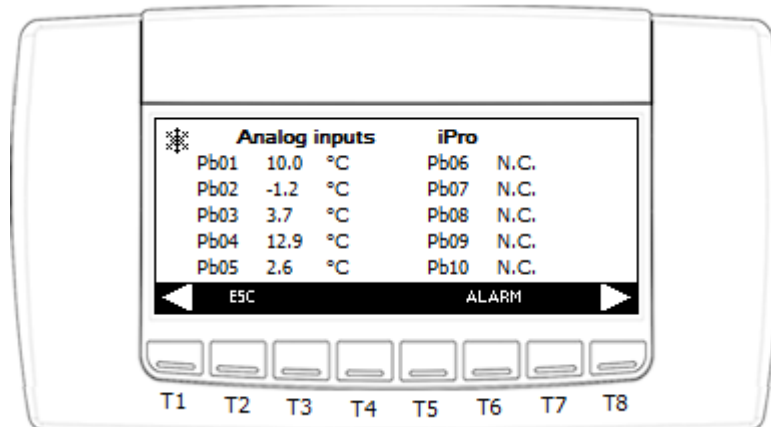 Analog inputs iPro
Pb01 10.0 °C Pb06 N.C.
Pb02 -1.2 °C Pb07 N.C.
Pb03 3.7 °C Pb08 N.C.
Pb04 12.9 °C Pb09 N.C.
Pb05 2.6 °C Pb10 N.C.
ESC ALARM
T1 T2 T3 T4 T5 T6 T7 T8